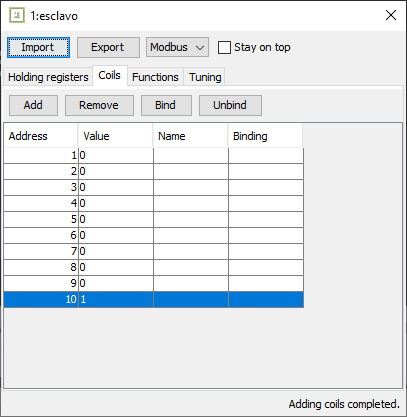 1:esclavo
Import Export Modbus Stay on top
Holding registers Coils Functions Tuning
Add Remove Bind Unbind
Address Value Name Binding
1 0
2 0
3 0
4 0
5 0
6 0
7 0
8 0
9 0
10 1
Adding coils completed.